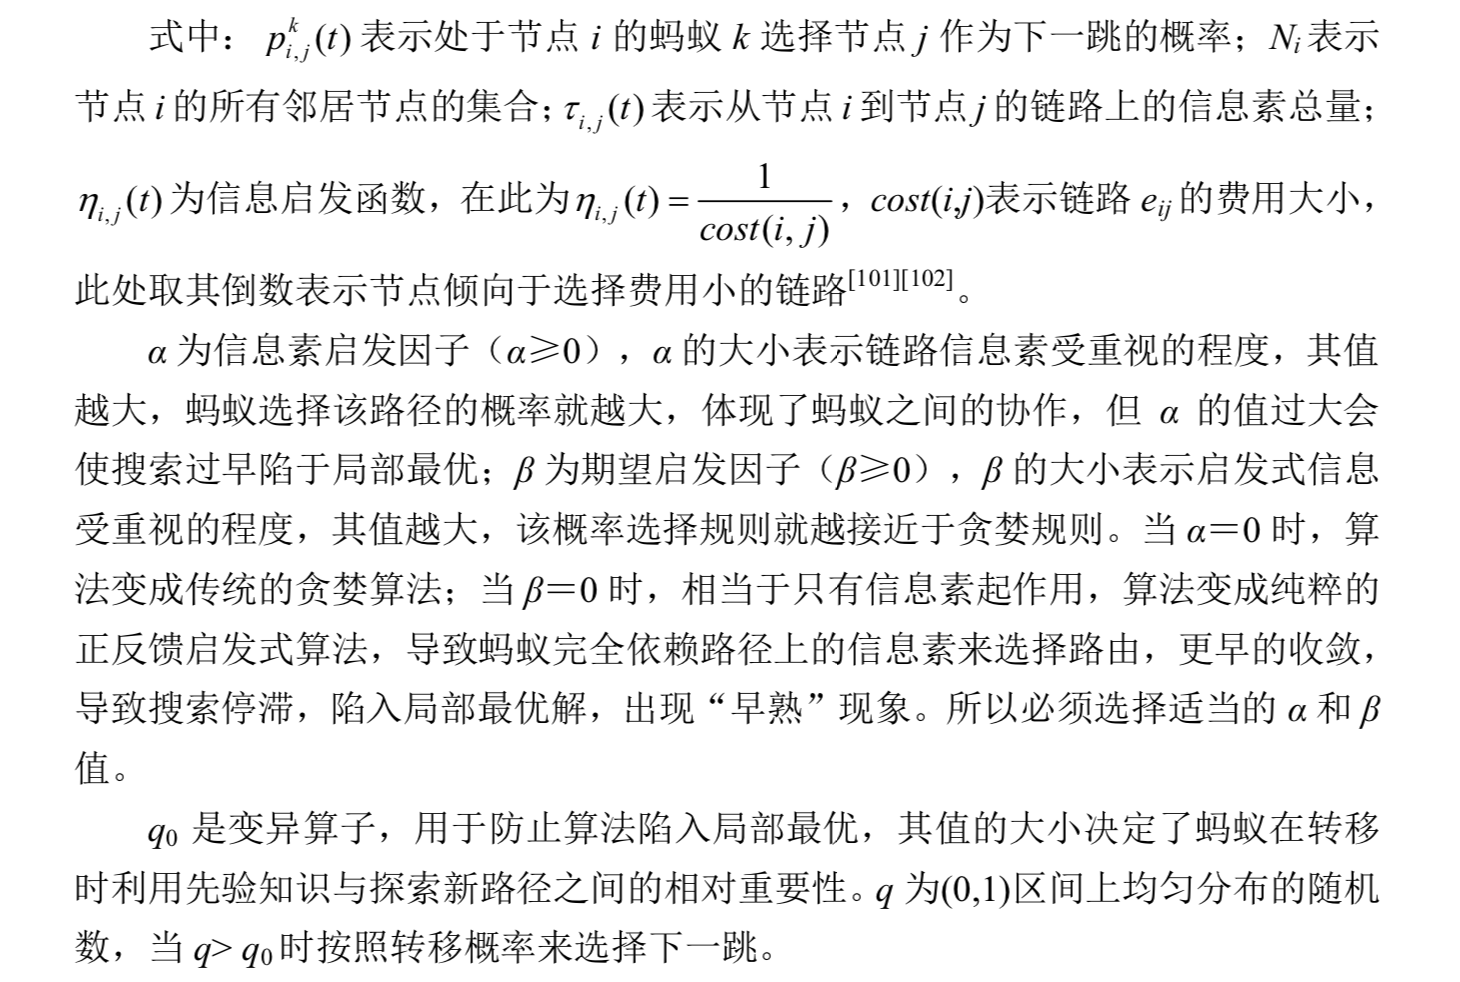 式中： p^k_{i,j}(t) 表示处于节点 i 的蚂蚁 k 选择节点 j 作为下一跳的概率；N_i 表示
节点 i 的所有邻居节点的集合；τ_{i,j}(t) 表示从节点 i 到节点 j 的链路上的信息素总量；
η_{i,j}(t) 为信息启发函数，在此为 η_{i,j}(t) = 1/cost(i, j)，cost(i,j)表示链路 e_{ij} 的费用大小，
此处取其倒数表示节点倾向于选择费用小的链路[101][102]。
α 为信息素启发因子（α≥0），α 的大小表示链路信息素受重视的程度，其值
越大，蚂蚁选择该路径的概率就越大，体现了蚂蚁之间的协作，但 α 的值过大会
使搜索过早陷于局部最优；β 为期望启发因子（β≥0），β 的大小表示启发式信息
受重视的程度，其值越大，该概率选择规则就越接近于贪婪规则。当 α＝0 时，算
法变成传统的贪婪算法；当 β＝0 时，相当于只有信息素起作用，算法变成纯粹的
正反馈启发式算法，导致蚂蚁完全依赖路径上的信息素来选择路由，更早的收敛，
导致搜索停滞，陷入局部最优解，出现“早熟”现象。所以必须选择适当的 α 和 β
值。
q_0 是变异算子，用于防止算法陷入局部最优，其值的大小决定了蚂蚁在转移
时利用先验知识与探索新路径之间的相对重要性。q 为(0,1)区间上均匀分布的随机
数，当 q> q_0 时按照转移概率来选择下一跳。